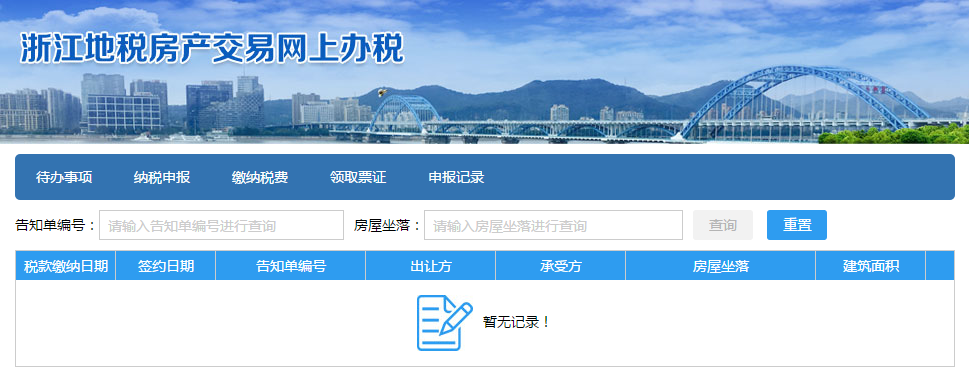 浙江地税房产交易网上办税
待办事项 纳税申报 缴纳税费 领取票证 申报记录
告知单编号： 请输入告知单编号进行查询 房屋坐落： 请输入房屋坐落进行查询 查询 重置
税款缴纳日期 签约日期 告知单编号 出让方 承受方 房屋坐落 建筑面积
暂无记录！